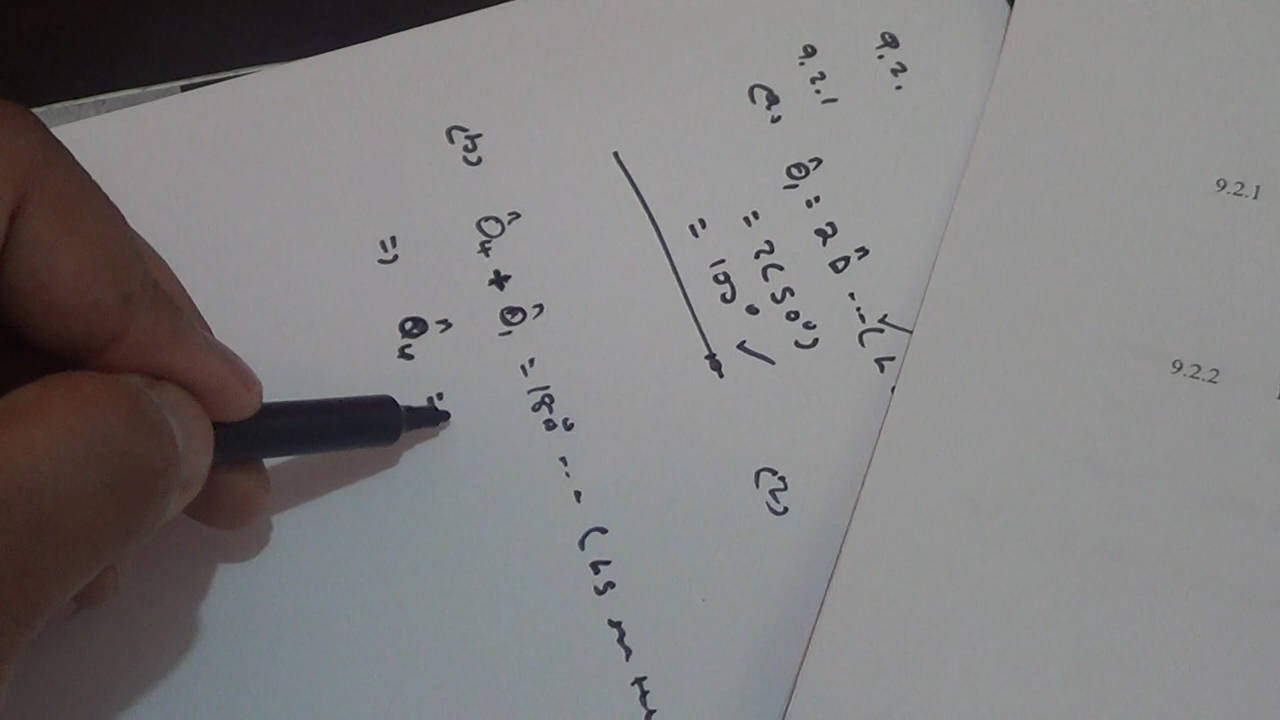 9.2.
9.2.1
(a) Ô₁ = 2D̂ ...(
= 2(50°)
= 100° ✓
(2)
(b) Ô₄ + Ô₁ = 180° ... (
=) Ô₄ =
9.2.1
9.2.2